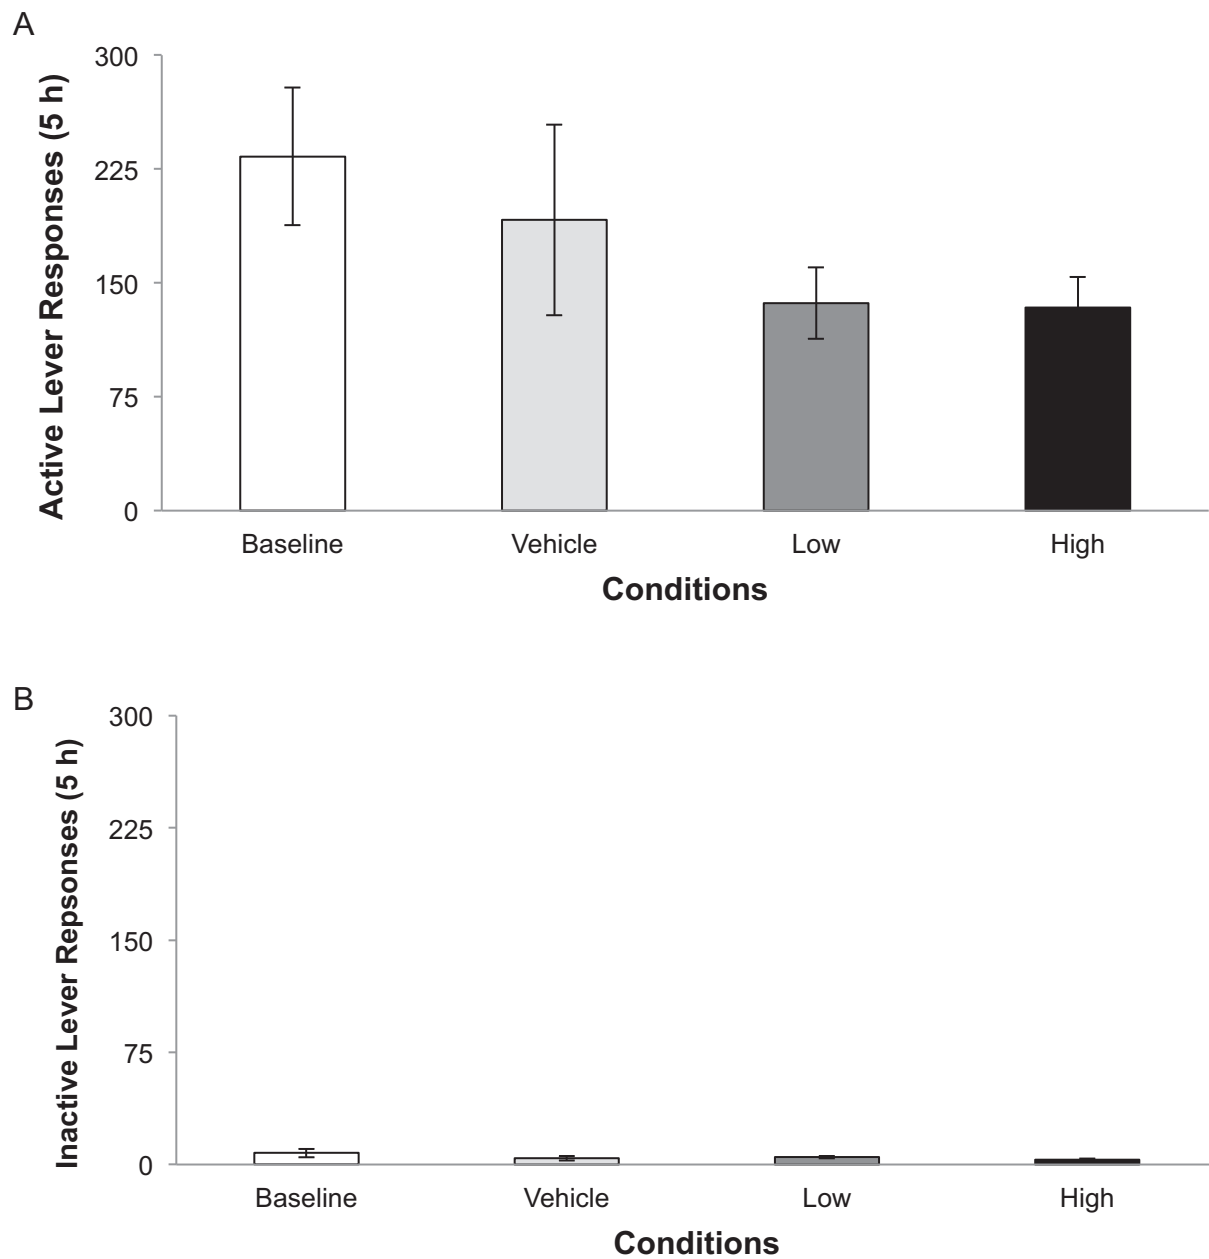 A
Active Lever Responses (5 h)
300
225
150
75
0
Baseline Vehicle Low High
Conditions
B
Inactive Lever Repsonses (5 h)
300
225
150
75
0
Baseline Vehicle Low High
Conditions